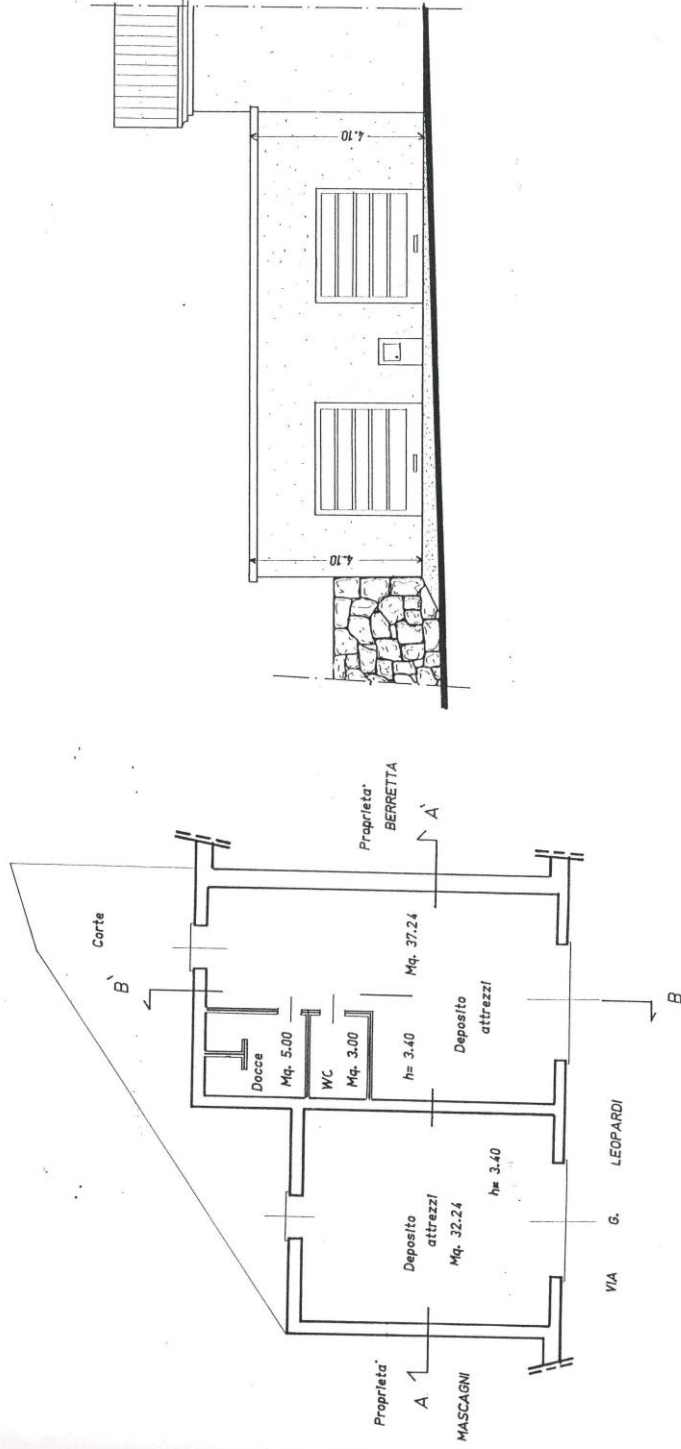 4.10
4.10
Corte
B'
B
Proprieta'
BERRETTA
A'
Docce
Mq. 5.00
WC
Mq. 3.00
Mq. 37.24
h= 3.40
Deposito
attrezzi
Deposito
attrezzi
Mq. 32.24
h= 3.40
Proprieta'
MASCAGNI
A
VIA G. LEOPARDI